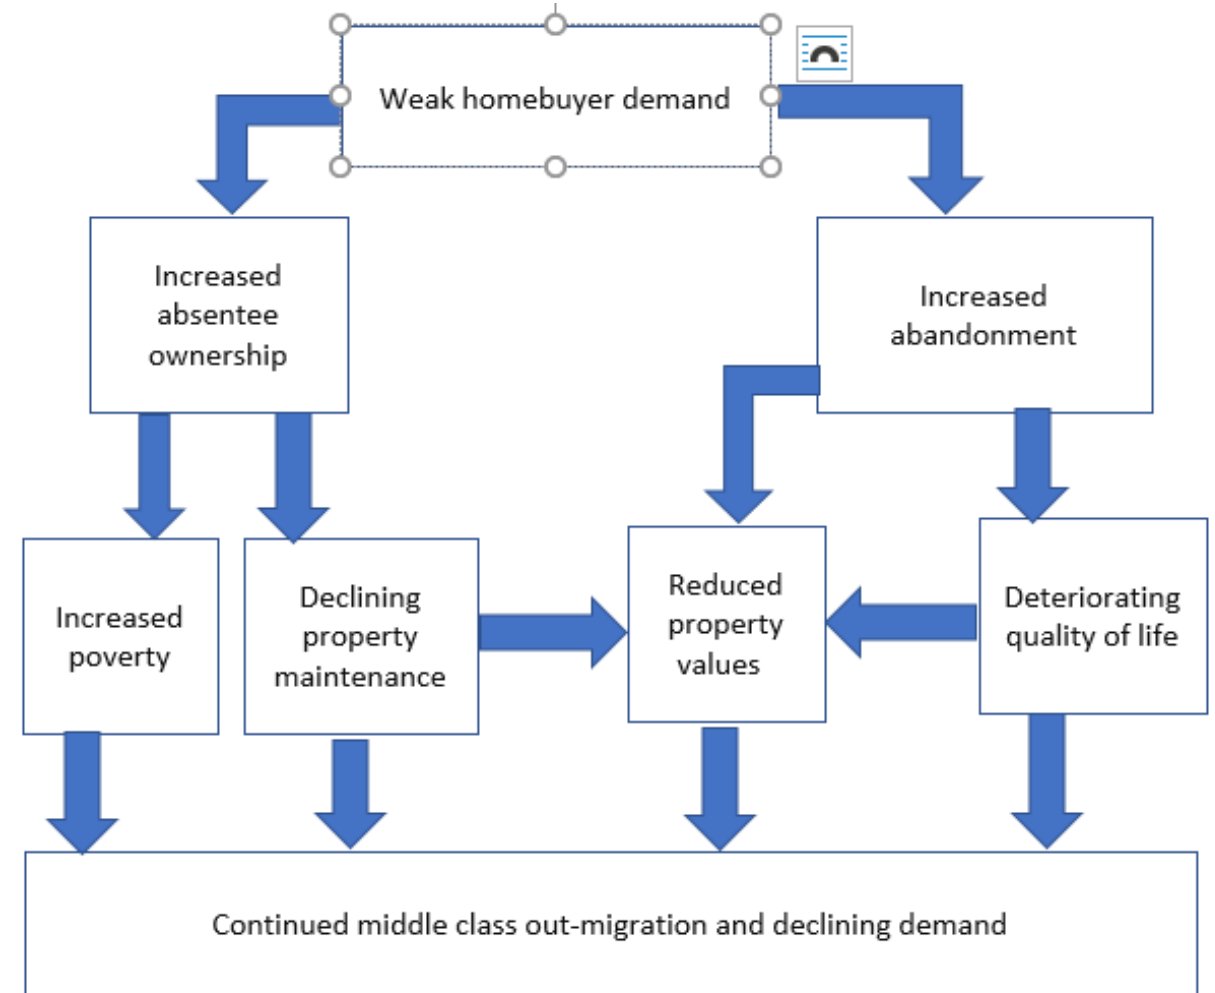 Weak homebuyer demand
Increased
absentee
ownership
Increased
abandonment
Increased
poverty
Declining
property
maintenance
Reduced
property
values
Deteriorating
quality of life
Continued middle class out-migration and declining demand